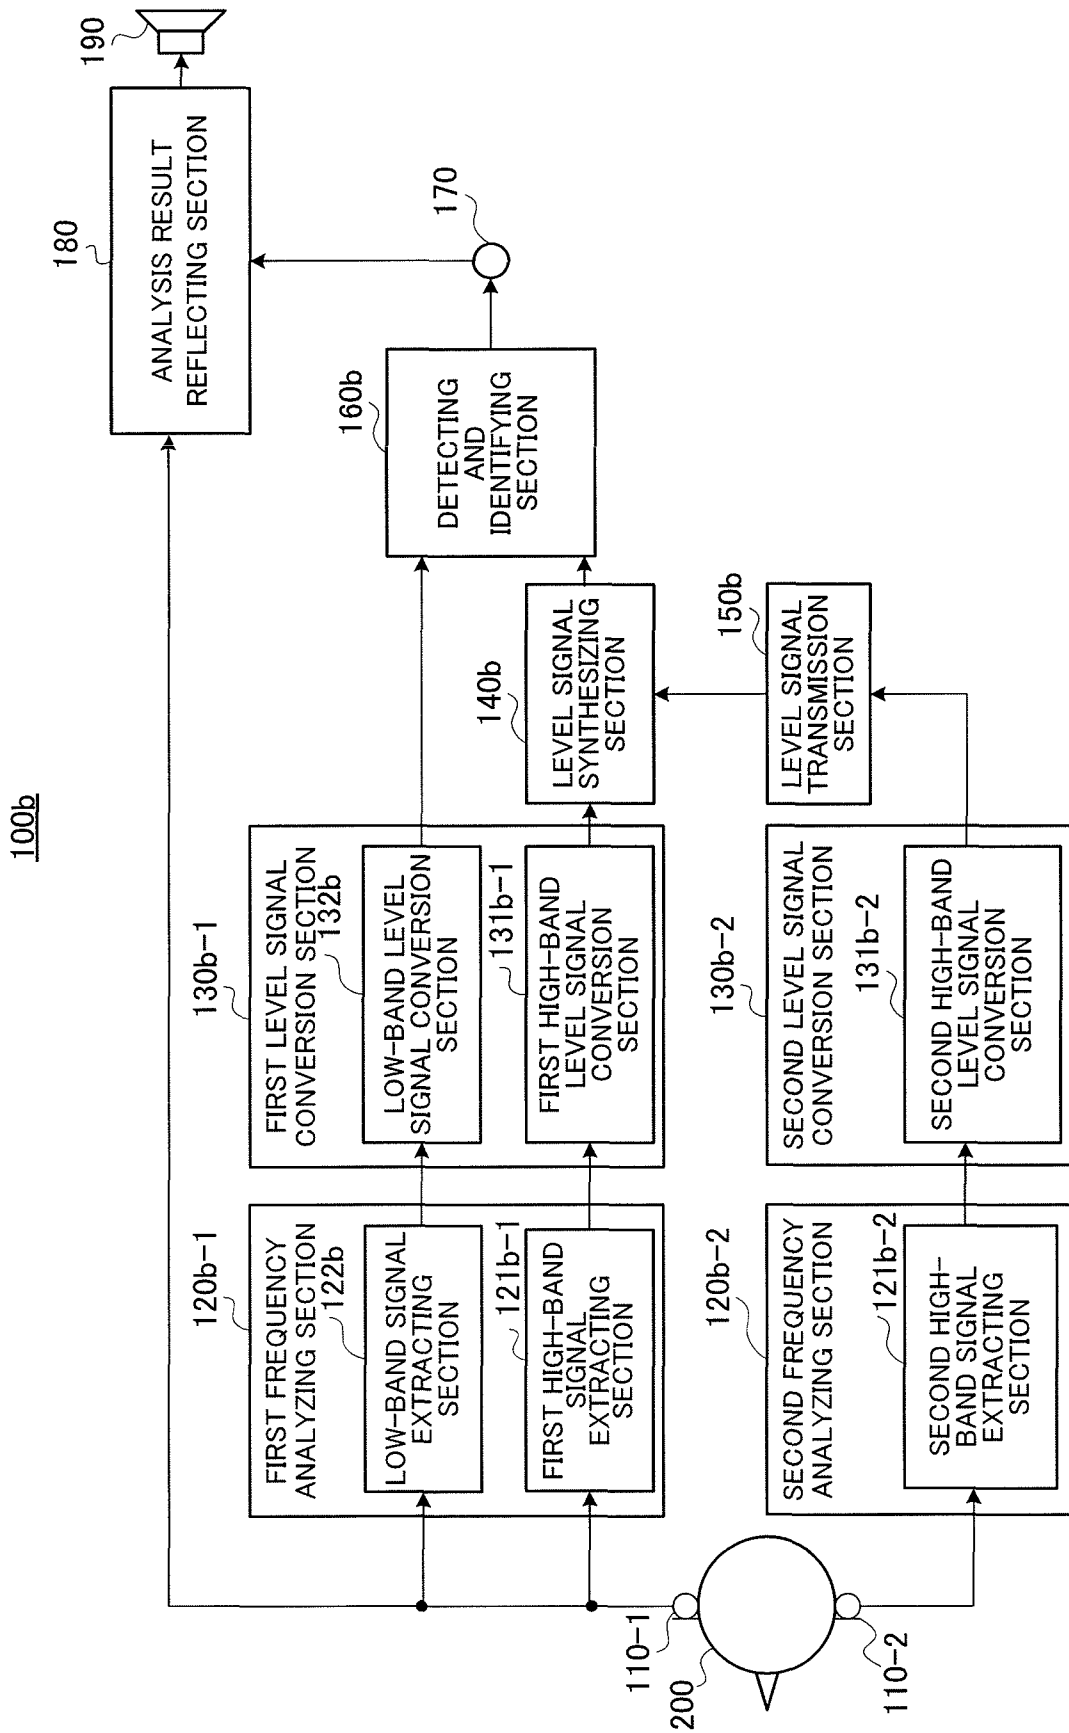 100b
190
180
ANALYSIS RESULT
REFLECTING SECTION
170
160b
DETECTING
AND
IDENTIFYING
SECTION
140b
LEVEL SIGNAL
SYNTHESIZING
SECTION
150b
LEVEL SIGNAL
TRANSMISSION
SECTION
130b-1
FIRST LEVEL SIGNAL
CONVERSION SECTION
132b
LOW-BAND LEVEL
SIGNAL CONVERSION
SECTION
131b-1
FIRST HIGH-BAND
LEVEL SIGNAL
CONVERSION
SECTION
130b-2
SECOND LEVEL SIGNAL
CONVERSION SECTION
131b-2
SECOND HIGH-BAND
LEVEL SIGNAL
CONVERSION
SECTION
120b-1
FIRST FREQUENCY
ANALYZING SECTION
122b
LOW-BAND SIGNAL
EXTRACTING
SECTION
121b-1
FIRST HIGH-BAND
SIGNAL
EXTRACTING
SECTION
120b-2
SECOND FREQUENCY
ANALYZING SECTION
121b-2
SECOND HIGH-
BAND SIGNAL
EXTRACTING
SECTION
110-1
200
110-2